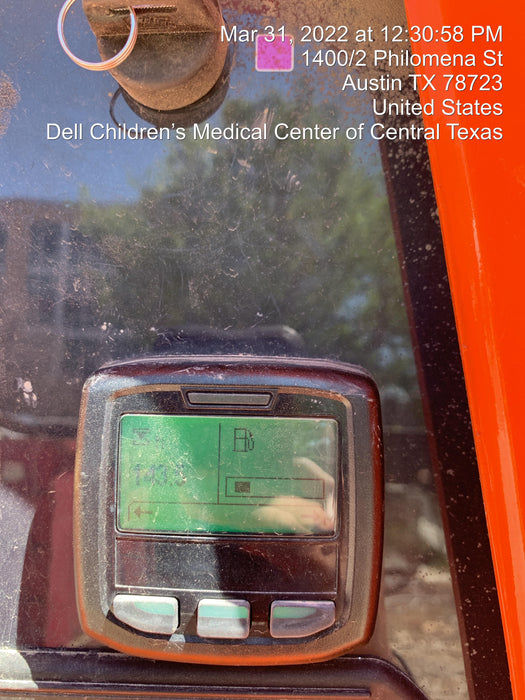 Mar 31, 2022 at 12:30:58 PM
1400/2 Philomena St
Austin TX 78723
United States
Dell Children's Medical Center of Central Texas